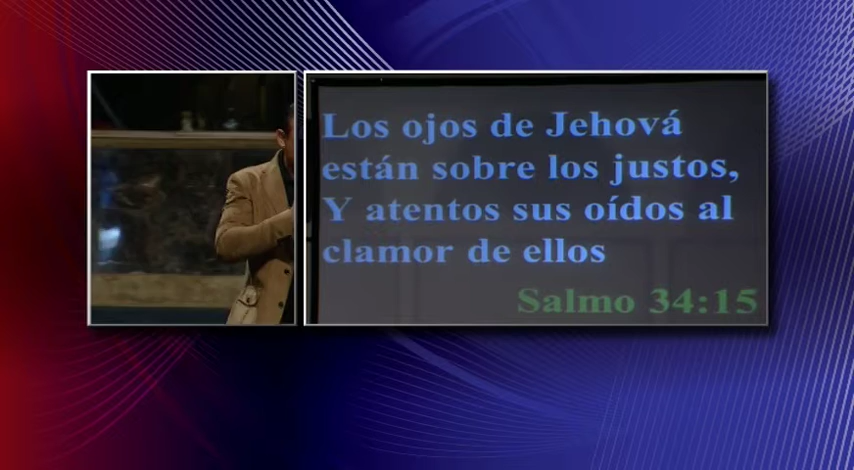 Los ojos de Jehová
están sobre los justos,
Y atentos sus oídos al
clamor de ellos
Salmo 34:15